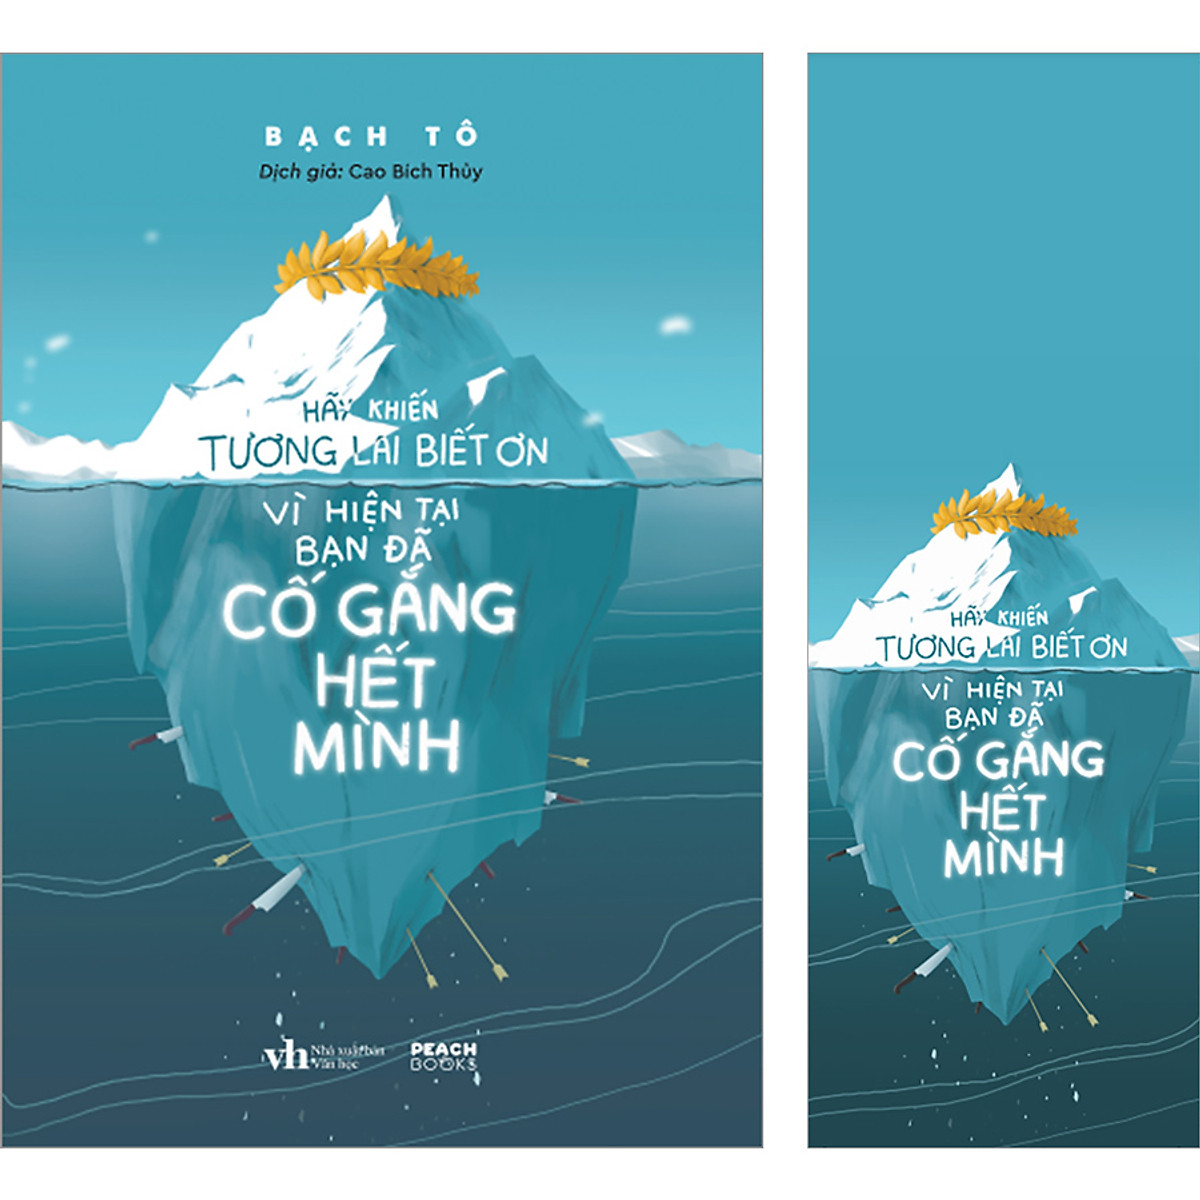 BẠCH TÔ
Dịch giả: Cao Bích Thủy
HÃY KHIẾN
TƯƠNG LAI BIẾT ƠN
VÌ HIỆN TẠI
BẠN ĐÃ
CỐ GẮNG
HẾT
MÌNH
vh Nhà xuất bản
Văn học
PEACH
BOOKS
HÃY KHIẾN
TƯƠNG LAI BIẾT ƠN
VÌ HIỆN TẠI
BẠN ĐÃ
CỐ GẮNG
HẾT
MÌNH